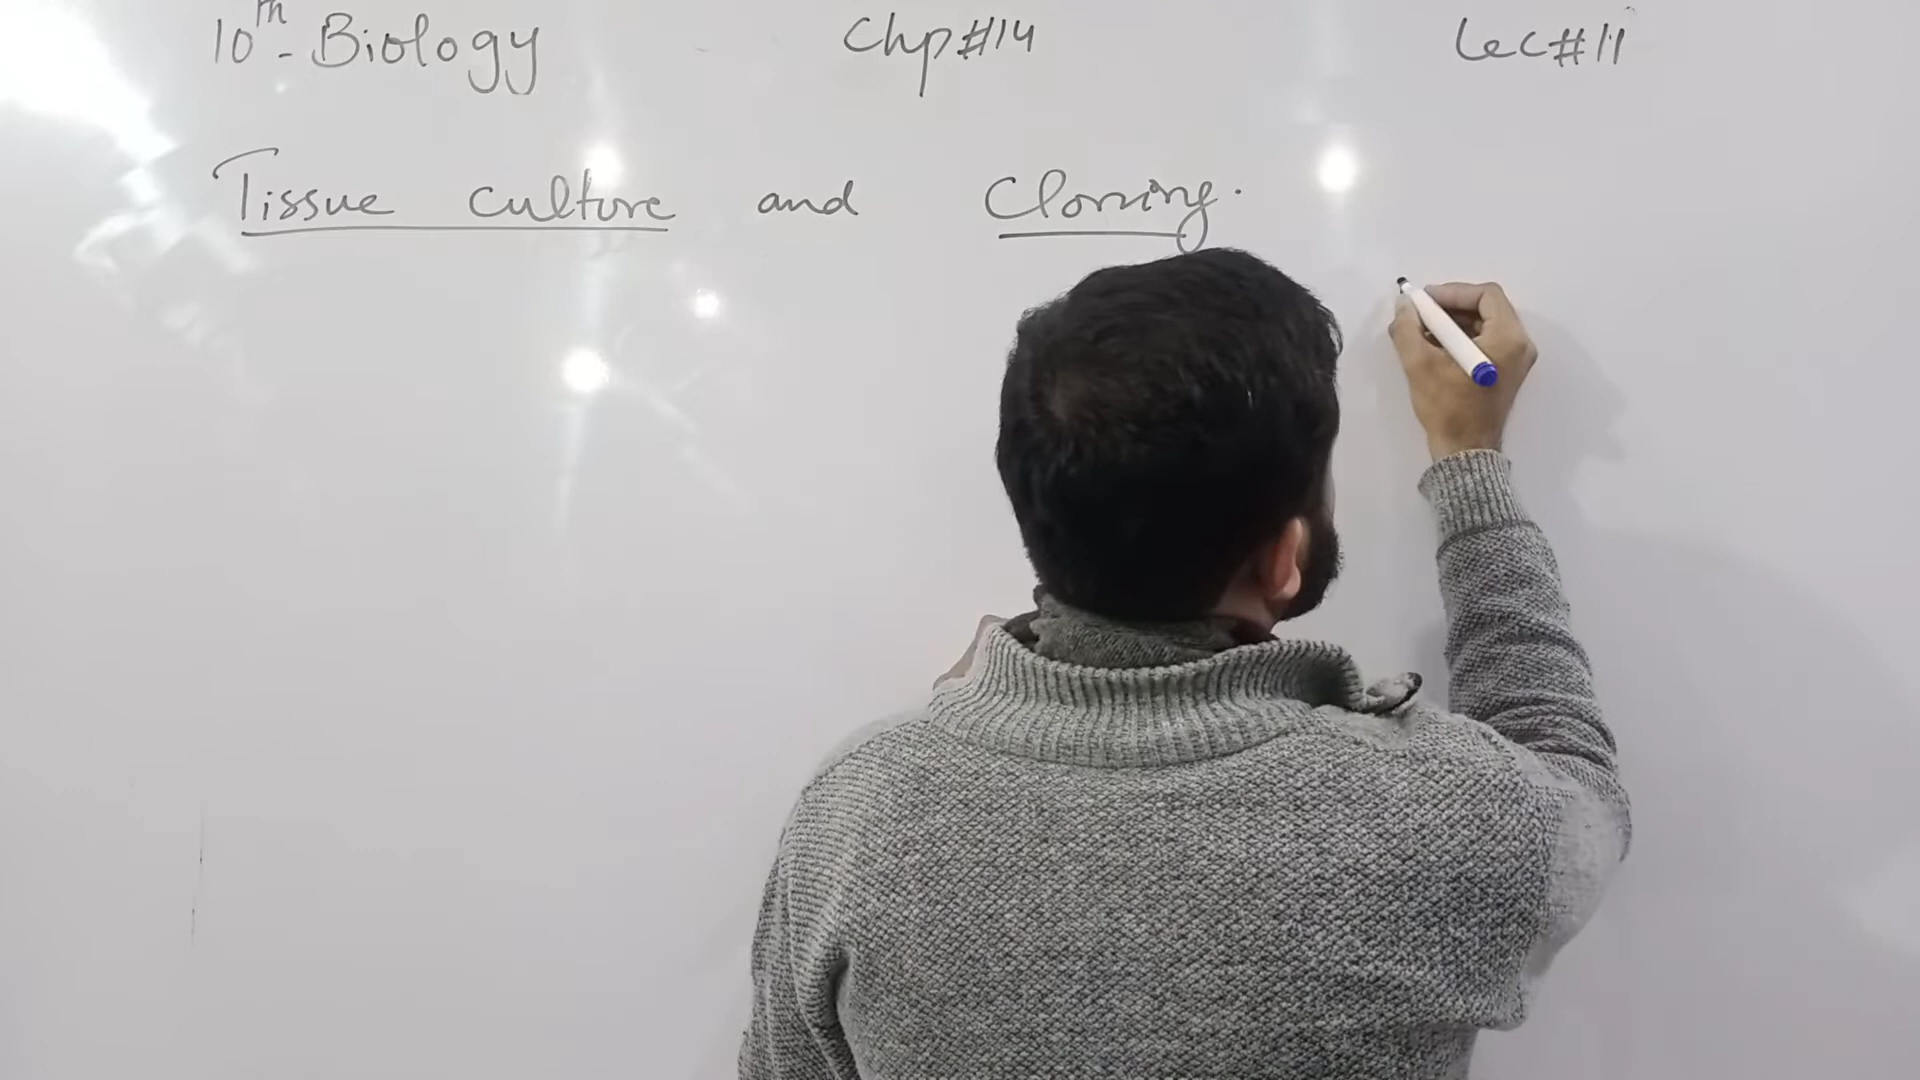 10th - Biology Chp#14 Lec#11
Tissue culture and Cloning.